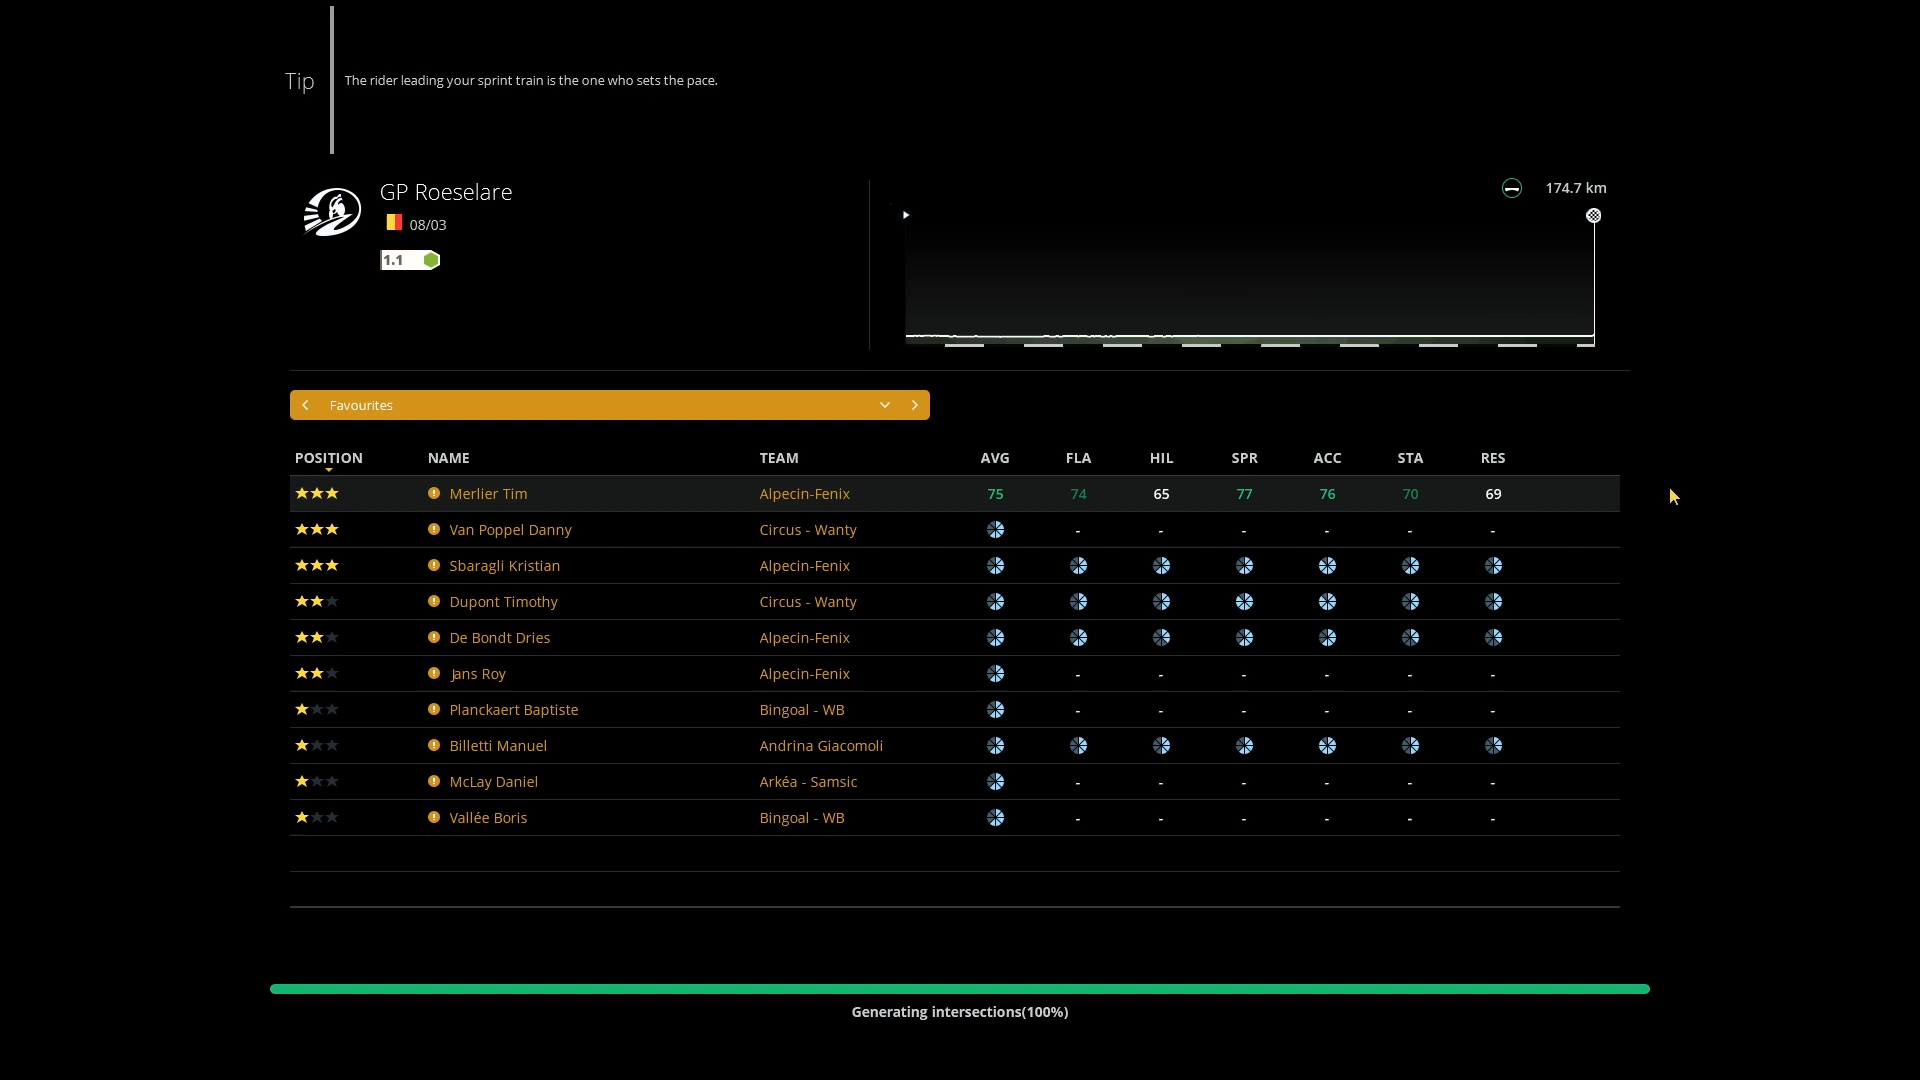 Tip
The rider leading your sprint train is the one who sets the pace.
GP Roeselare
08/03
1.1
174.7 km
Favourites
POSITION NAME TEAM AVG FLA HIL SPR ACC STA RES
Merlier Tim Alpecin-Fenix 75 74 65 77 76 70 69
Van Poppel Danny Circus - Wanty - - - - - -
Sbaragli Kristian Alpecin-Fenix
Dupont Timothy Circus - Wanty
De Bondt Dries Alpecin-Fenix
Jans Roy Alpecin-Fenix - - - - - -
Planckaert Baptiste Bingoal - WB - - - - - -
Billetti Manuel Andrina Giacomoli
McLay Daniel Arkéa - Samsic - - - - - -
Vallée Boris Bingoal - WB - - - - - -
Generating intersections(100%)